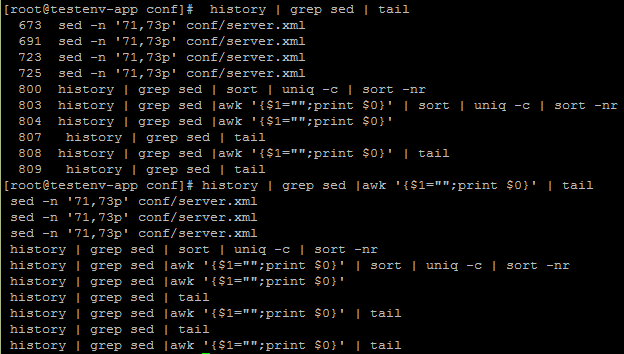 [root@testenv-app conf]#  history | grep sed | tail
  673  sed -n '71,73p' conf/server.xml
  691  sed -n '71,73p' conf/server.xml
  723  sed -n '71,73p' conf/server.xml
  725  sed -n '71,73p' conf/server.xml
  800  history | grep sed | sort | uniq -c | sort -nr
  803  history | grep sed |awk '{$1="";print $0}' | sort | uniq -c | sort -nr
  804  history | grep sed |awk '{$1="";print $0}'
  807   history | grep sed | tail
  808  history | grep sed |awk '{$1="";print $0}' | tail
  809   history | grep sed | tail
[root@testenv-app conf]# history | grep sed |awk '{$1="";print $0}' | tail
 sed -n '71,73p' conf/server.xml
 sed -n '71,73p' conf/server.xml
 sed -n '71,73p' conf/server.xml
 history | grep sed | sort | uniq -c | sort -nr
 history | grep sed |awk '{$1="";print $0}' | sort | uniq -c | sort -nr
 history | grep sed |awk '{$1="";print $0}'
 history | grep sed | tail
 history | grep sed |awk '{$1="";print $0}' | tail
 history | grep sed | tail
 history | grep sed |awk '{$1="";print $0}' | tail